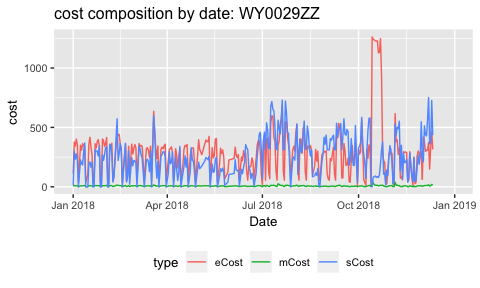 cost composition by date: WY0029ZZ
cost
1000
500
0
Jan 2018
Apr 2018
Jul 2018
Oct 2018
Jan 2019
Date
type
eCost
mCost
sCost